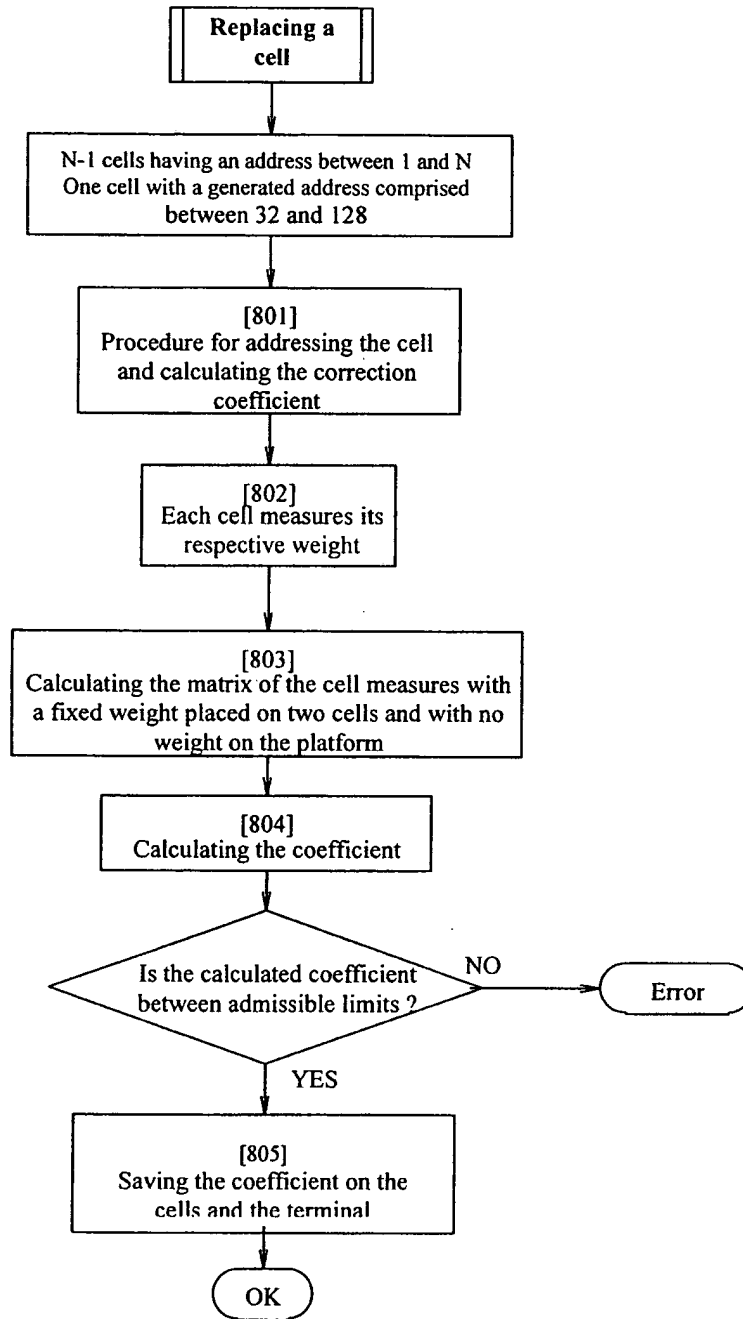 Replacing a
cell
N-1 cells having an address between 1 and N
One cell with a generated address comprised
between 32 and 128
[801]
Procedure for addressing the cell
and calculating the correction
coefficient
[802]
Each cell measures its
respective weight
[803]
Calculating the matrix of the cell measures with
a fixed weight placed on two cells and with no
weight on the platform
[804]
Calculating the coefficient
Is the calculated coefficient
between admissible limits ?
NO
Error
YES
[805]
Saving the coefficient on the
cells and the terminal
OK